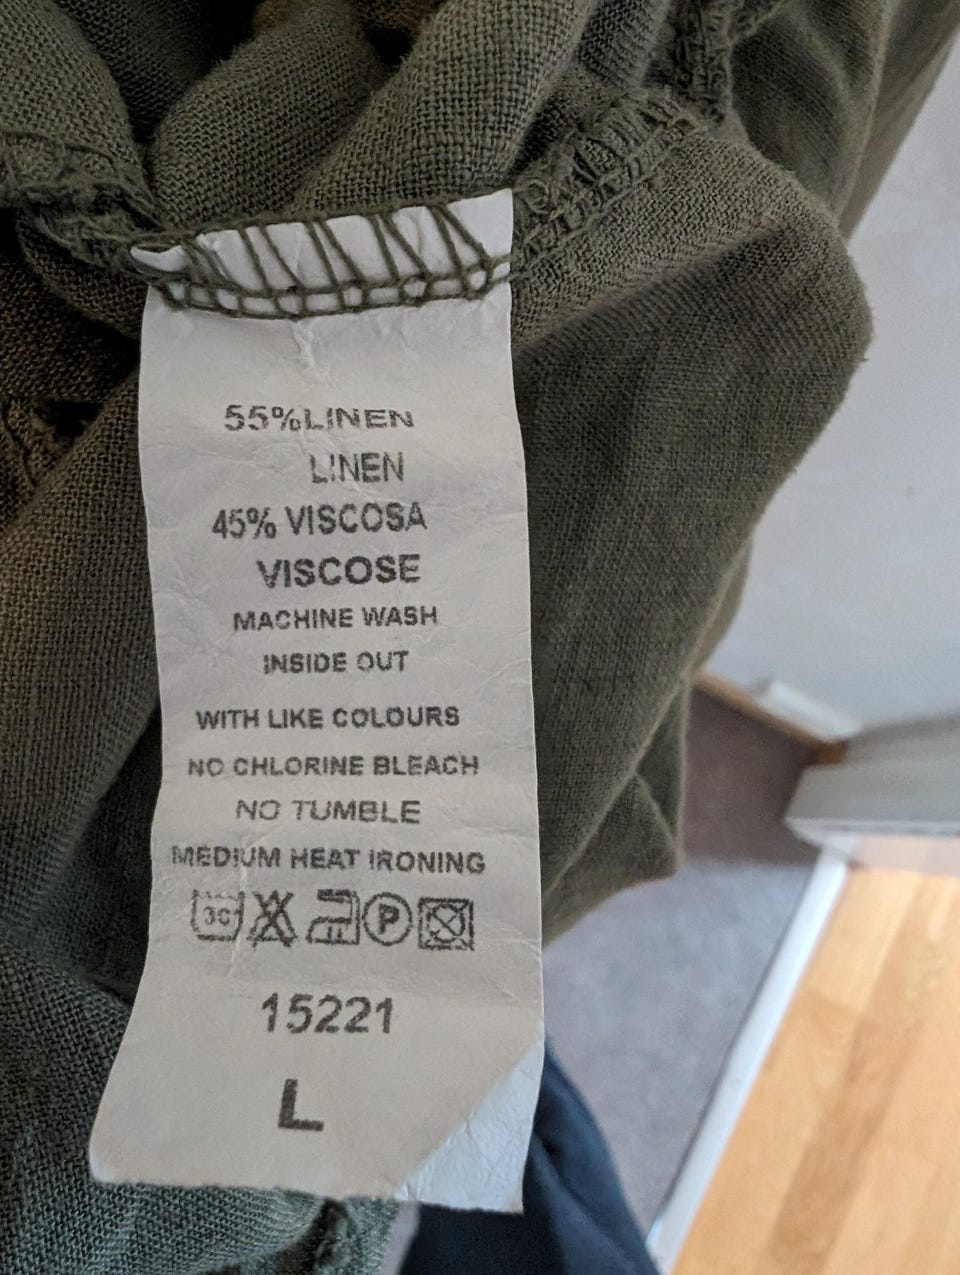 55%LINEN
LINEN
45% VISCOSA
VISCOSE
MACHINE WASH
INSIDE OUT
WITH LIKE COLOURS
NO CHLORINE BLEACH
NO TUMBLE
MEDIUM HEAT IRONING
30 P
15221
L